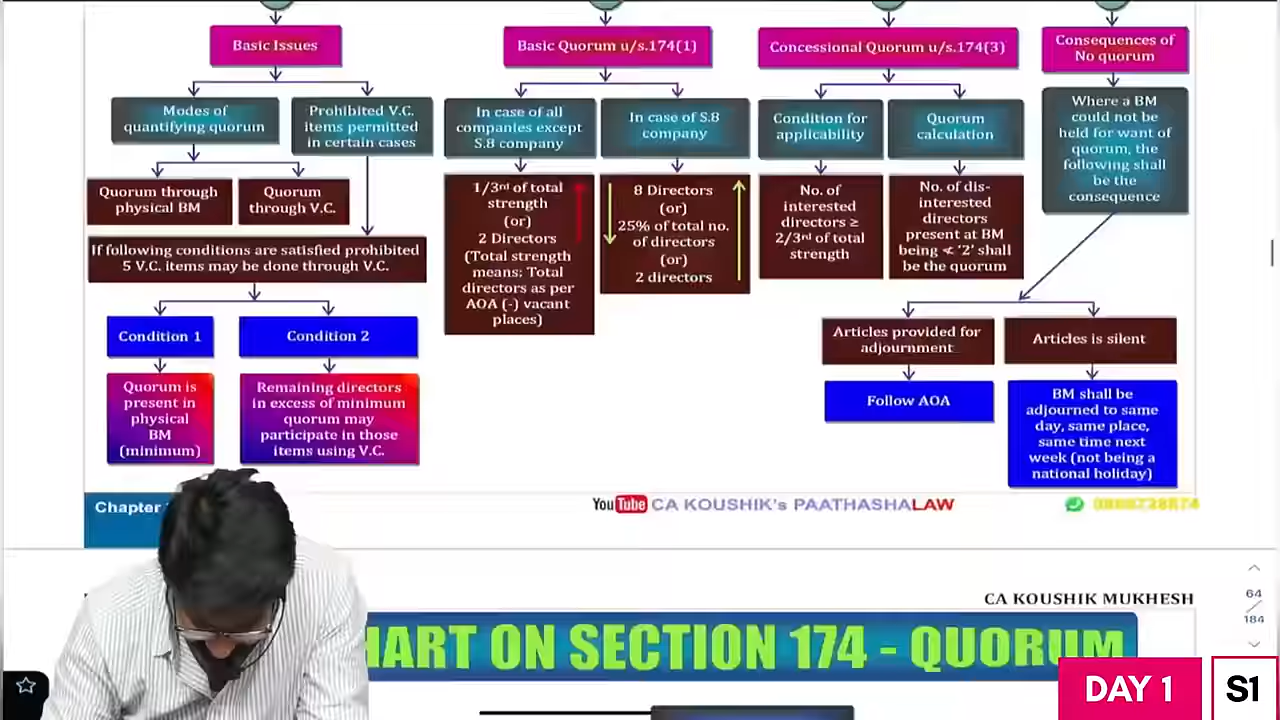 Basic Issues
Basic Quorum u/s.174(1)
Concessional Quorum u/s.174(3)
Consequences of
No quorum
Modes of
quantifying quorum
Prohibited V.C.
items permitted
in certain cases
In case of all
companies except
S.8 company
In case of S.8
company
Condition for
applicability
Quorum
calculation
Where a BM
could not be
held for want of
quorum, the
following shall
be the
consequence
Quorum through
physical BM
Quorum
through V.C.
1/3rd of total
strength
(or)
2 Directors
(Total strength
means; Total
directors as per
AOA (-) vacant
places)
8 Directors
(or)
25% of total no.
of directors
(or)
2 directors
No. of
interested
directors ≥
2/3rd of total
strength
No. of dis-
interested
directors
present at BM
being ≮ '2' shall
be the quorum
If following conditions are satisfied prohibited
5 V.C. items may be done through V.C.
Condition 1
Condition 2
Articles provided for
adjournment
Articles is silent
Quorum is
present in
physical
BM
(minimum)
Remaining directors
in excess of minimum
quorum may
participate in those
items using V.C.
Follow AOA
BM shall be
adjourned to same
day, same place,
same time next
week (not being a
national holiday)
Chapter
YouTube CA KOUSHIK's PAATHASHALAW
CA KOUSHIK MUKHESH
64
184
HART ON SECTION 174 - QUORUM
DAY 1
S1